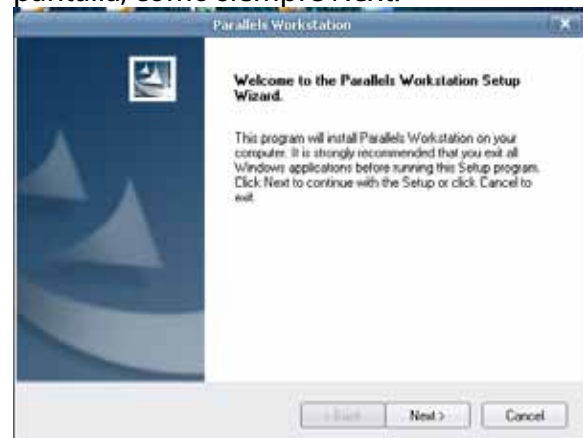 pantalla, como siempre Next.
Parallels Workstation
Welcome to the Parallels Workstation Setup
Wizard.
This program will install Parallels Workstation on your
computer. It is strongly recommended that you exit all
Windows applications before running this Setup program.
Click Next to continue with the Setup or click Cancel to
exit.
< Back
Next >
Cancel